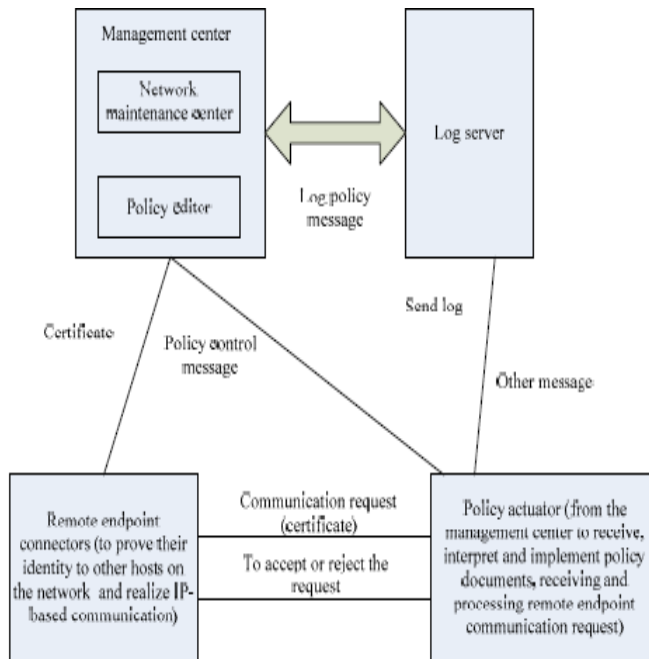 Management center
Network
maintenance center
Policy editor
Log server
Log policy
message
Send log
Certificate
Policy control
message
Other message
Remote endpoint
connectors (to prove their
identity to other hosts on
the network and realize IP-
based communication)
Communication request
(certificate)
To accept or reject the
request
Policy actuator (from the
management center to receive,
interpret and implement policy
documents, receiving and
processing remote endpoint
communication request)